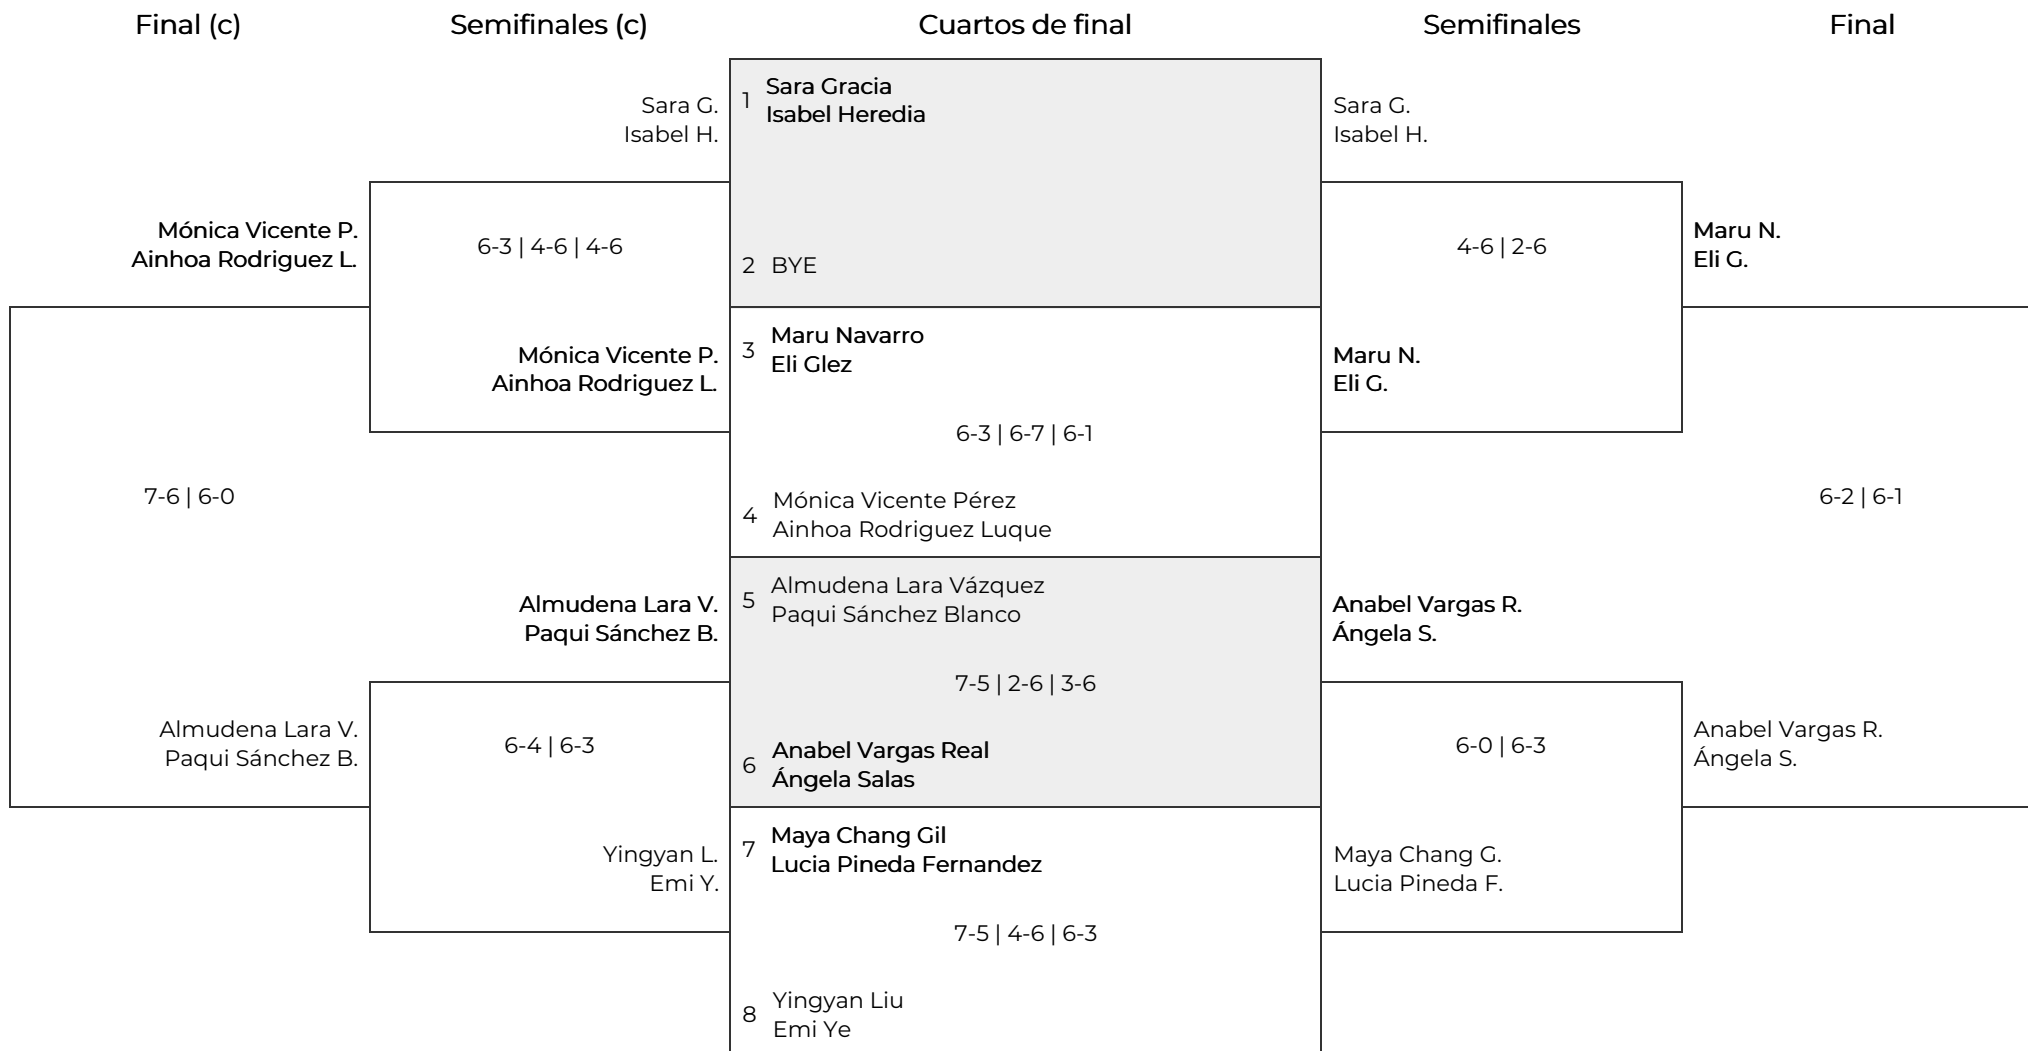 Final (c)
Semifinales (c)
Cuartos de final
Semifinales
Final
Mónica Vicente P.
Ainhoa Rodriguez L.
7-6 | 6-0
Almudena Lara V.
Paqui Sánchez B.
Sara G.
Isabel H.
6-3 | 4-6 | 4-6
Mónica Vicente P.
Ainhoa Rodriguez L.
Almudena Lara V.
Paqui Sánchez B.
6-4 | 6-3
Yingyan L.
Emi Y.
1
Sara Gracia
Isabel Heredia
2 BYE
3
Maru Navarro
Eli Glez
6-3 | 6-7 | 6-1
4
Mónica Vicente Pérez
Ainhoa Rodriguez Luque
5
Almudena Lara Vázquez
Paqui Sánchez Blanco
7-5 | 2-6 | 3-6
6
Anabel Vargas Real
Ángela Salas
7
Maya Chang Gil
Lucia Pineda Fernandez
7-5 | 4-6 | 6-3
8
Yingyan Liu
Emi Ye
Sara G.
Isabel H.
4-6 | 2-6
Maru N.
Eli G.
Anabel Vargas R.
Ángela S.
6-0 | 6-3
Maya Chang G.
Lucia Pineda F.
Maru N.
Eli G.
6-2 | 6-1
Anabel Vargas R.
Ángela S.